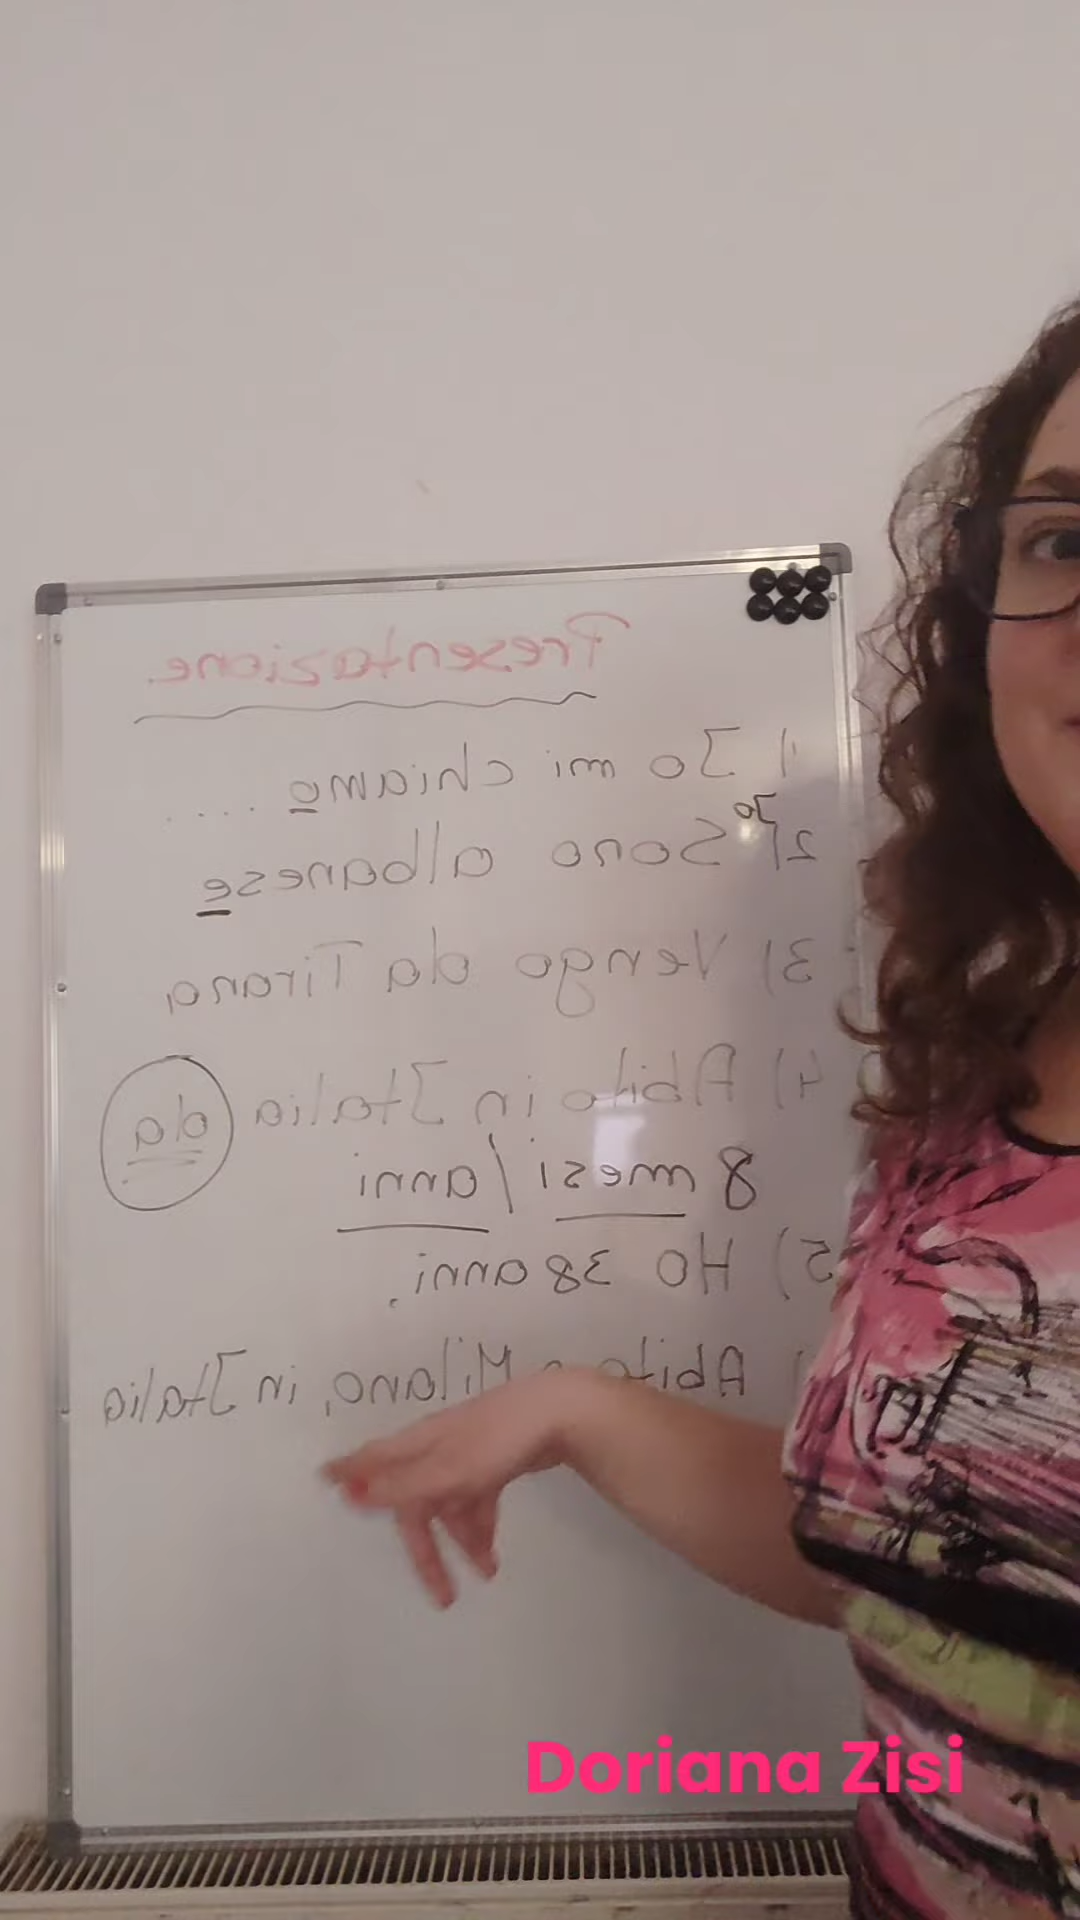 Presentazione
1) Io mi chiamo ....
2) Io Sono albanese
3) Vengo da Tirana
4) Abito in Italia da
8 mesi / anni
5) Ho 38 anni.
) Abito a Milano, in Italia
Doriana Zisi